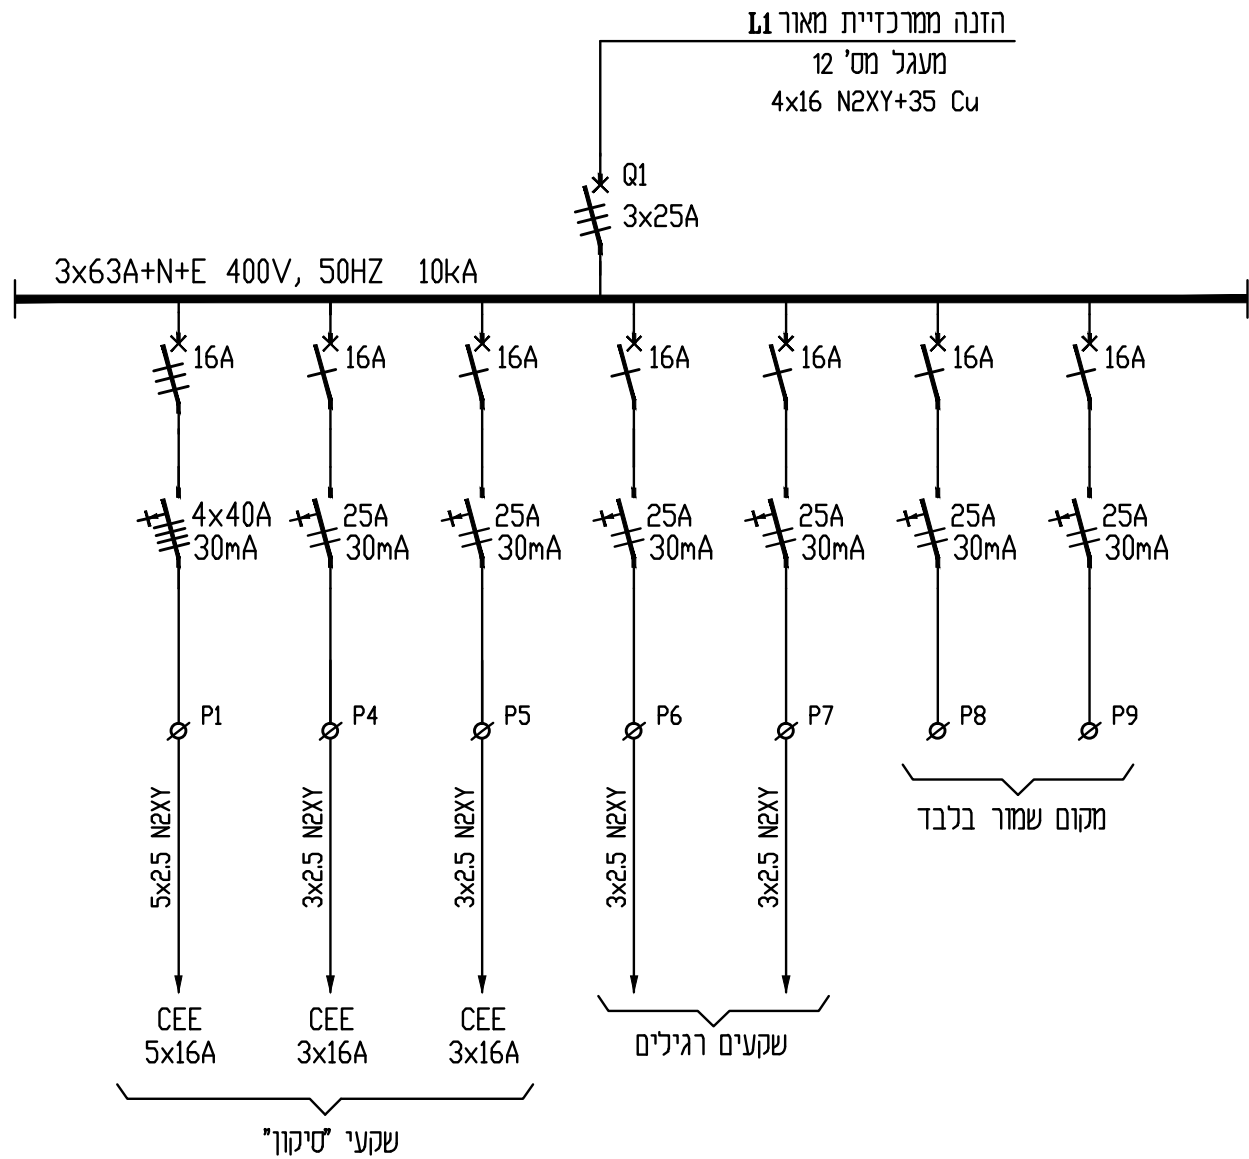 הזנה ממרכזיית מאור L1
מעגל מס' 12
4x16 N2XY+35 Cu
Q1
3x25A
3x63A+N+E 400V, 50HZ 10kA
16A 16A 16A 16A 16A 16A 16A
4x40A 25A 25A 25A 25A 25A 25A
30mA 30mA 30mA 30mA 30mA 30mA 30mA
P1 P4 P5 P6 P7 P8 P9
מקום שמור בלבד
5x2.5 N2XY
3x2.5 N2XY
3x2.5 N2XY
3x2.5 N2XY
3x2.5 N2XY
CEE CEE CEE
5x16A 3x16A 3x16A
שקעים רגילים
שקעי "סיקון"